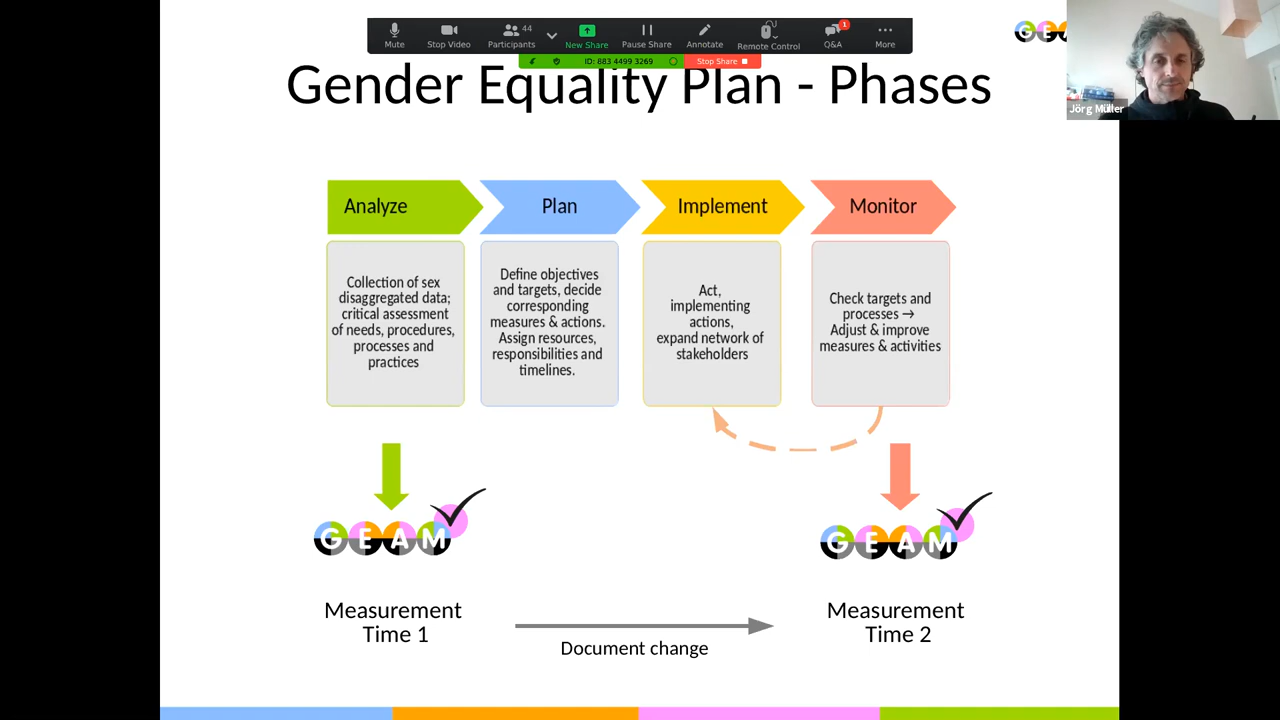 Mute
Stop Video
Participants
44
New Share
Pause Share
Annotate
Remote Control
Q&A
1
More
ID: 883 4499 3269
Stop Share
Jörg Müller
Gender Equality Plan - Phases
Analyze
Plan
Implement
Monitor
Collection of sex
disaggregated data;
critical assessment
of needs, procedures,
processes and
practices
Define objectives
and targets, decide
corresponding
measures & actions.
Assign resources,
responsibilities and
timelines.
Act,
implementing
actions,
expand network of
stakeholders
Check targets and
processes →
Adjust & improve
measures & activities
GEAM
GEAM
Measurement
Time 1
Document change
Measurement
Time 2